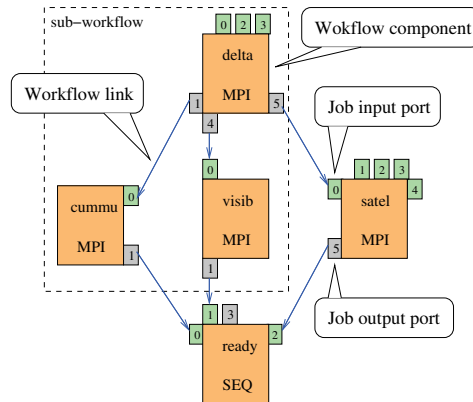 sub-workflow
0 2 3
Wokflow component
delta
Workflow link
1 MPI 5
4
Job input port
1 2 3
0
0
0
4
cummu
visib
satel
MPI
MPI
MPI
1
1
5
Job output port
1 3
0
2
ready
SEQ